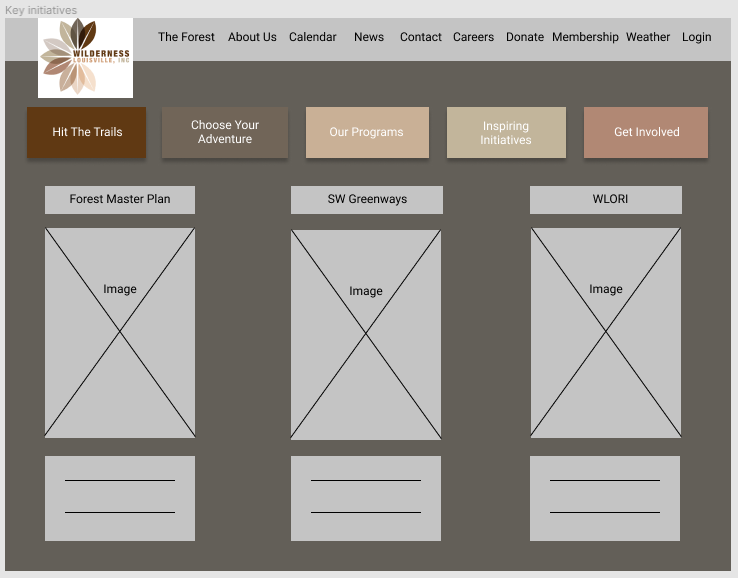 Key initiatives
WILDERNESS
LOUISVILLE, INC
The Forest About Us Calendar News Contact Careers Donate Membership Weather Login
Hit The Trails
Choose Your
Adventure
Our Programs
Inspiring
Initiatives
Get Involved
Forest Master Plan
SW Greenways
WLORI
Image
Image
Image